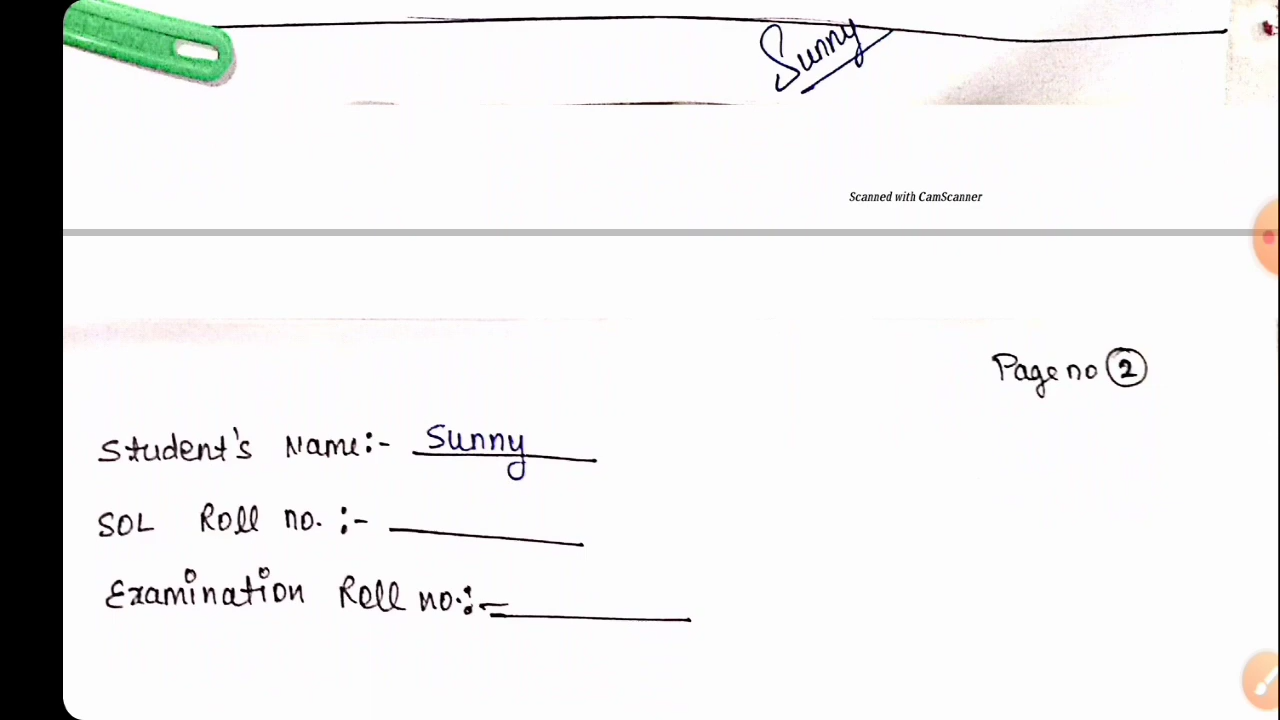 Sunny
Scanned with CamScanner
Page no 2
Student's Name:- Sunny
SOL Roll no. :-
Examination Roll no.:-